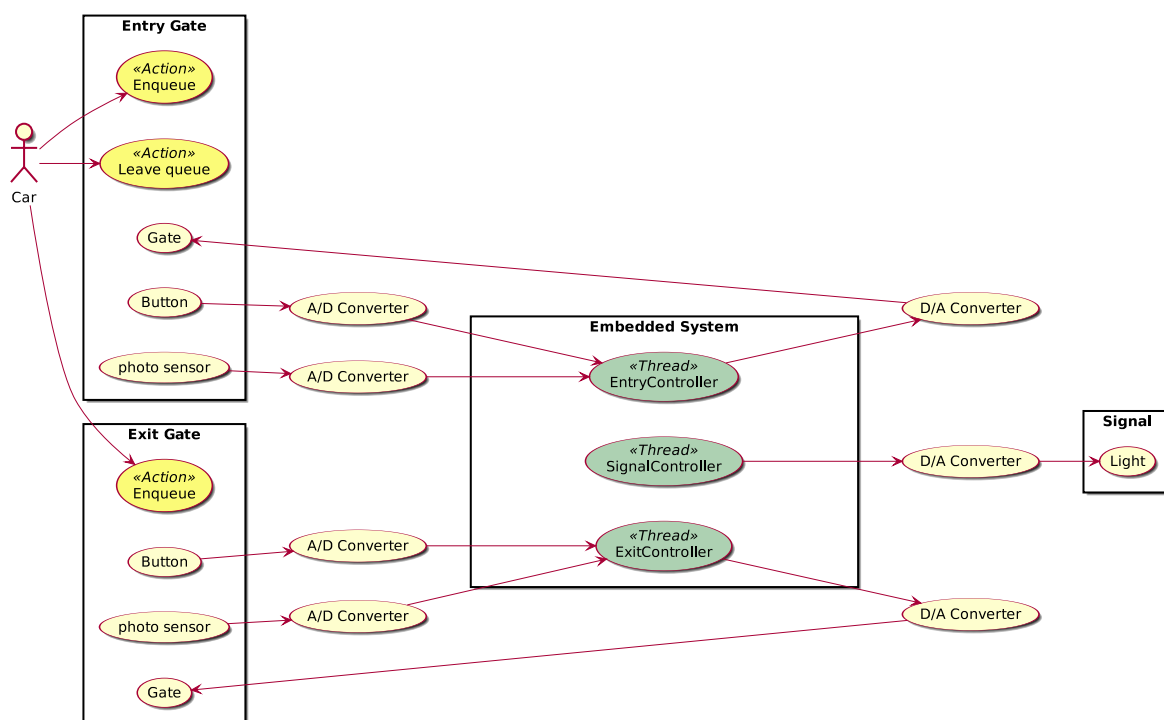 Entry Gate
«Action»
Enqueue
«Action»
Leave queue
Car
Gate
Button
photo sensor
A/D Converter
A/D Converter
Embedded System
«Thread»
EntryController
«Thread»
SignalController
«Thread»
ExitController
D/A Converter
D/A Converter
D/A Converter
Signal
Light
Exit Gate
«Action»
Enqueue
Button
photo sensor
Gate
A/D Converter
A/D Converter